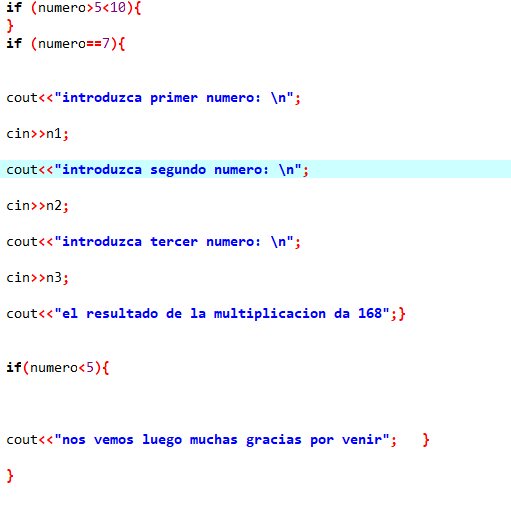 if (numero>5<10){
}
if (numero==7){
cout<<"introduzca primer numero: \n";
cin>>n1;
cout<<"introduzca segundo numero: \n";
cin>>n2;
cout<<"introduzca tercer numero: \n";
cin>>n3;
cout<<"el resultado de la multiplicacion da 168";}
if(numero<5){
cout<<"nos vemos luego muchas gracias por venir";   }
}